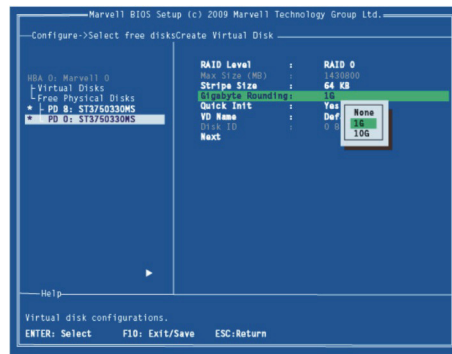 Marvell BIOS Setup (c) 2009 Marvell Technology Group Ltd.
Configure->Select free disksCreate Virtual Disk
HBA 0: Marvell 0
Virtual Disks
Free Physical Disks
* PD 8: ST3750330NS
* PD 0: ST3750330NS
RAID Level : RAID 0
Max Size (MB) : 1430800
Stripe Size : 64 KB
Gigabyte Rounding: 1G
Quick Init : Yes
VD Name : Def
Disk ID : 0 8
Next
None
1G
10G
Help
Virtual disk configurations.
ENTER: Select F10: Exit/Save ESC:Return